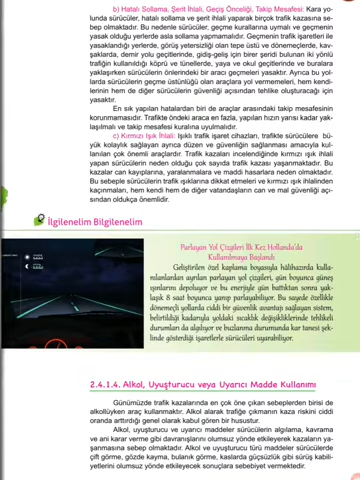 b) Hatalı Sollama, Şerit İhlali, Geçiş Önceliği, Takip Mesafesi: Kara yo-
lunda sürücüler, hatalı sollama ve şerit ihlali yaparak birçok trafik kazasına se-
bep olmaktadır. Bu nedenle sürücüler, geçme kurallarına uymalı ve geçmenin
yasak olduğu yerlerde asla sollama yapmamalıdır. Geçmenin trafik işaretleri ile
yasaklandığı yerlerde, görüş yetersizliği olan tepe üstü ve dönemeçlerde, kav-
şaklarda, demir yolu geçitlerinde, gidiş-geliş için birer şeridi bulunan iki yönlü
trafiğin kullanıldığı köprü ve tünellerde, yaya ve okul geçitlerinde ve buralara
yaklaşırken sürücülerin önlerindeki bir aracı geçmeleri yasaktır. Ayrıca bu yol-
larda sürücülerin geçme üstünlüğü olan araçlara yol vermemeleri, hem kendi-
lerinin hem de diğer sürücülerin güvenliği açısından tehlike oluşturacağı için
yasaktır.
En sık yapılan hatalardan biri de araçlar arasındaki takip mesafesinin
korunmamasıdır. Trafikte öndeki araca en fazla, yapılan hızın yarısı kadar yak-
laşılmalı ve takip mesafesi kuralına uyulmalıdır.
c) Kırmızı Işık İhlali: Işıklı trafik işaret cihazları, trafikte sürücülere bü-
yük kolaylık sağlayan ayrıca düzen ve güvenliğin sağlanması amacıyla kul-
lanılan çok önemli araçlardır. Trafik kazaları incelendiğinde kırmızı ışık ihlali
yapan sürücülerin neden olduğu çok sayıda trafik kazası yaşanmaktadır. Bu
kazalar can kayıplarına, yaralanmalara ve maddi hasarlara neden olmaktadır.
Bu sebeple sürücülerin trafik ışıklarına dikkat etmeleri ve kırmızı ışık ihlalinden
kaçınmaları, hem kendi hem de diğer vatandaşların can ve mal güvenliği açı-
sından oldukça önemlidir.
İlgilenelim Bilgilenelim
Parlayan Yol Çizgileri İlk Kez Hollanda'da
Kullanılmaya Başlandı
Geliştirilen özel kaplama boyasıyla hâlihazırda kulla-
nılanlardan ayrılan parlayan yol çizgileri, gün boyunca güneş
ışınlarını depoluyor ve bu enerjiyle gün battıktan sonra yak-
laşık 8 saat boyunca yanıp parlayabiliyor. Bu sayede özellikle
dönemeçli yollarda ciddi bir güvenlik avantajı sağlayan sistem,
belirtildiği kadarıyla yoldaki sıcaklık değişikliklerinde tehlikeli
durumları da algılıyor ve buzlanma durumunda kar tanesi şek-
linde gösterdiği işaretlerle sürücüleri uyarabiliyor.
2.4.1.4. Alkol, Uyuşturucu veya Uyarıcı Madde Kullanımı
Günümüzde trafik kazalarında en çok öne çıkan sebeplerden birisi de
alkollüyken araç kullanmaktır. Alkol alarak trafiğe çıkmanın kaza riskini ciddi
oranda arttırdığı genel olarak kabul gören bir husustur.
Alkol, uyuşturucu ve uyarıcı maddeler sürücülerin algılama, kavrama
ve ani karar verme gibi davranışlarını olumsuz yönde etkileyerek kazaların ya-
şanmasına sebep olmaktadır. Alkol ve uyuşturucu türü maddeler sürücülerde
çift görme, gözde kayma, bulanık görme, kaslarda güçsüzlük gibi sürüş kabili-
yetlerini olumsuz yönde etkileyecek sonuçlara sebebiyet vermektedir.